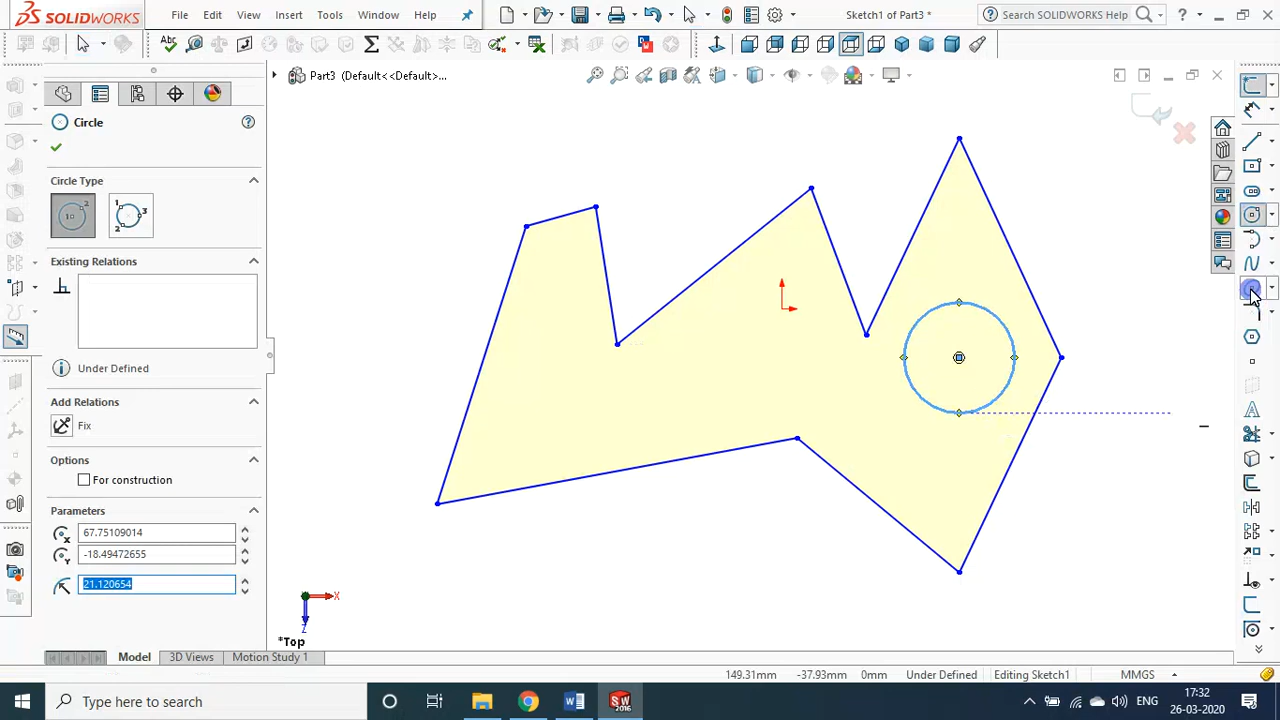 SOLIDWORKS File Edit View Insert Tools Window Help Sketch1 of Part3 Search SOLIDWORKS Help
Part3 (Default<<Default>...
Circle
Circle Type
Existing Relations
Under Defined
Add Relations
Fix
Options
For construction
Parameters
67.75109014
-18.49472655
21.120654
X
Z
*Top
Model 3D Views Motion Study 1
149.31mm -37.93mm 0mm Under Defined Editing Sketch1 MMGS
Type here to search
ENG
17:32
26-03-2020